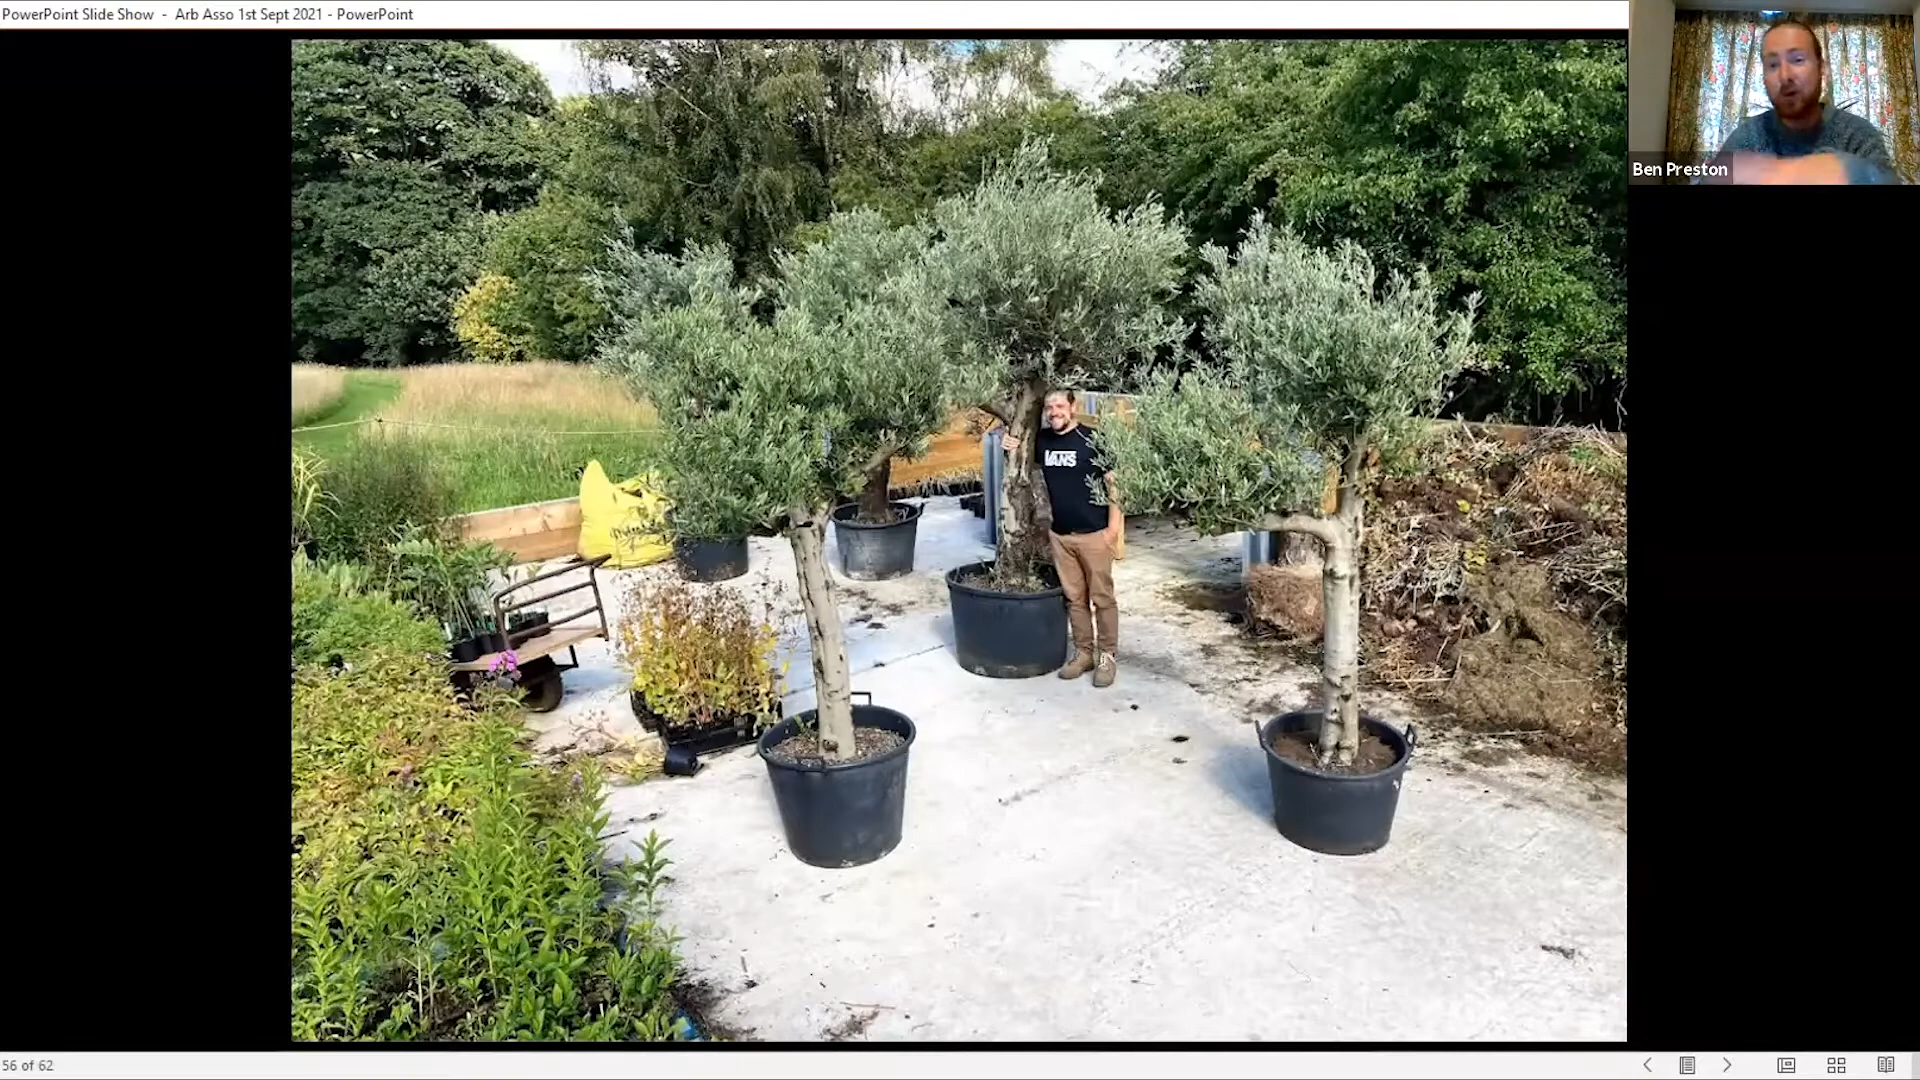 PowerPoint Slide Show - Arb Asso 1st Sept 2021 - PowerPoint
Ben Preston
VANS
56 of 62